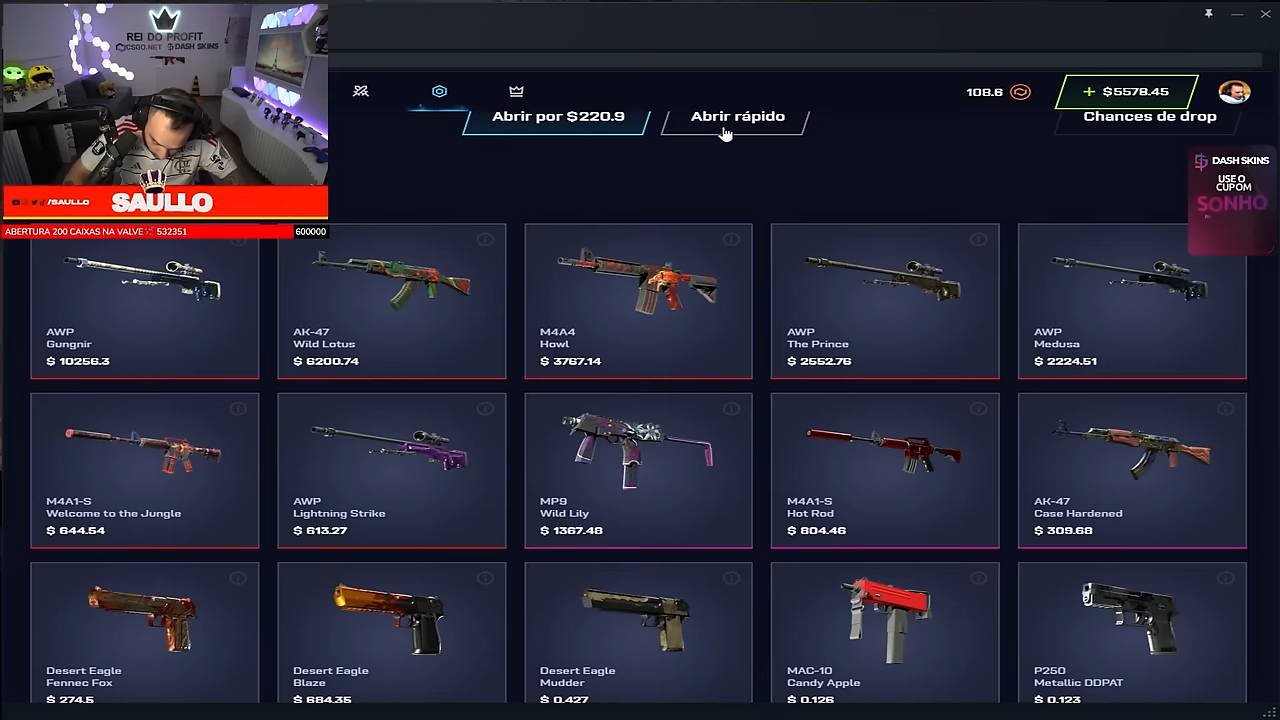 REI DO PROFIT
CSGO.NET DASH SKINS
/SAULLO
SAULLO
ABERTURA 200 CAIXAS NA VALVE 532351
600000
108.6
+ $5578.45
Abrir por $220.9
Abrir rápido
Chances de drop
DASH SKINS
USE O
CUPOM
SONHO
AWP
Gungnir
$ 10256.3
AK-47
Wild Lotus
$ 6200.74
M4A4
Howl
$ 3767.14
AWP
The Prince
$ 2552.76
AWP
Medusa
$ 2224.51
M4A1-S
Welcome to the Jungle
$ 644.54
AWP
Lightning Strike
$ 613.27
MP9
Wild Lily
$ 1367.48
M4A1-S
Hot Rod
$ 804.46
AK-47
Case Hardened
$ 309.68
Desert Eagle
Fennec Fox
$ 274.5
Desert Eagle
Blaze
$ 684.35
Desert Eagle
Mudder
$ 0.427
MAC-10
Candy Apple
$ 0.126
P250
Metallic DDPAT
$ 0.123